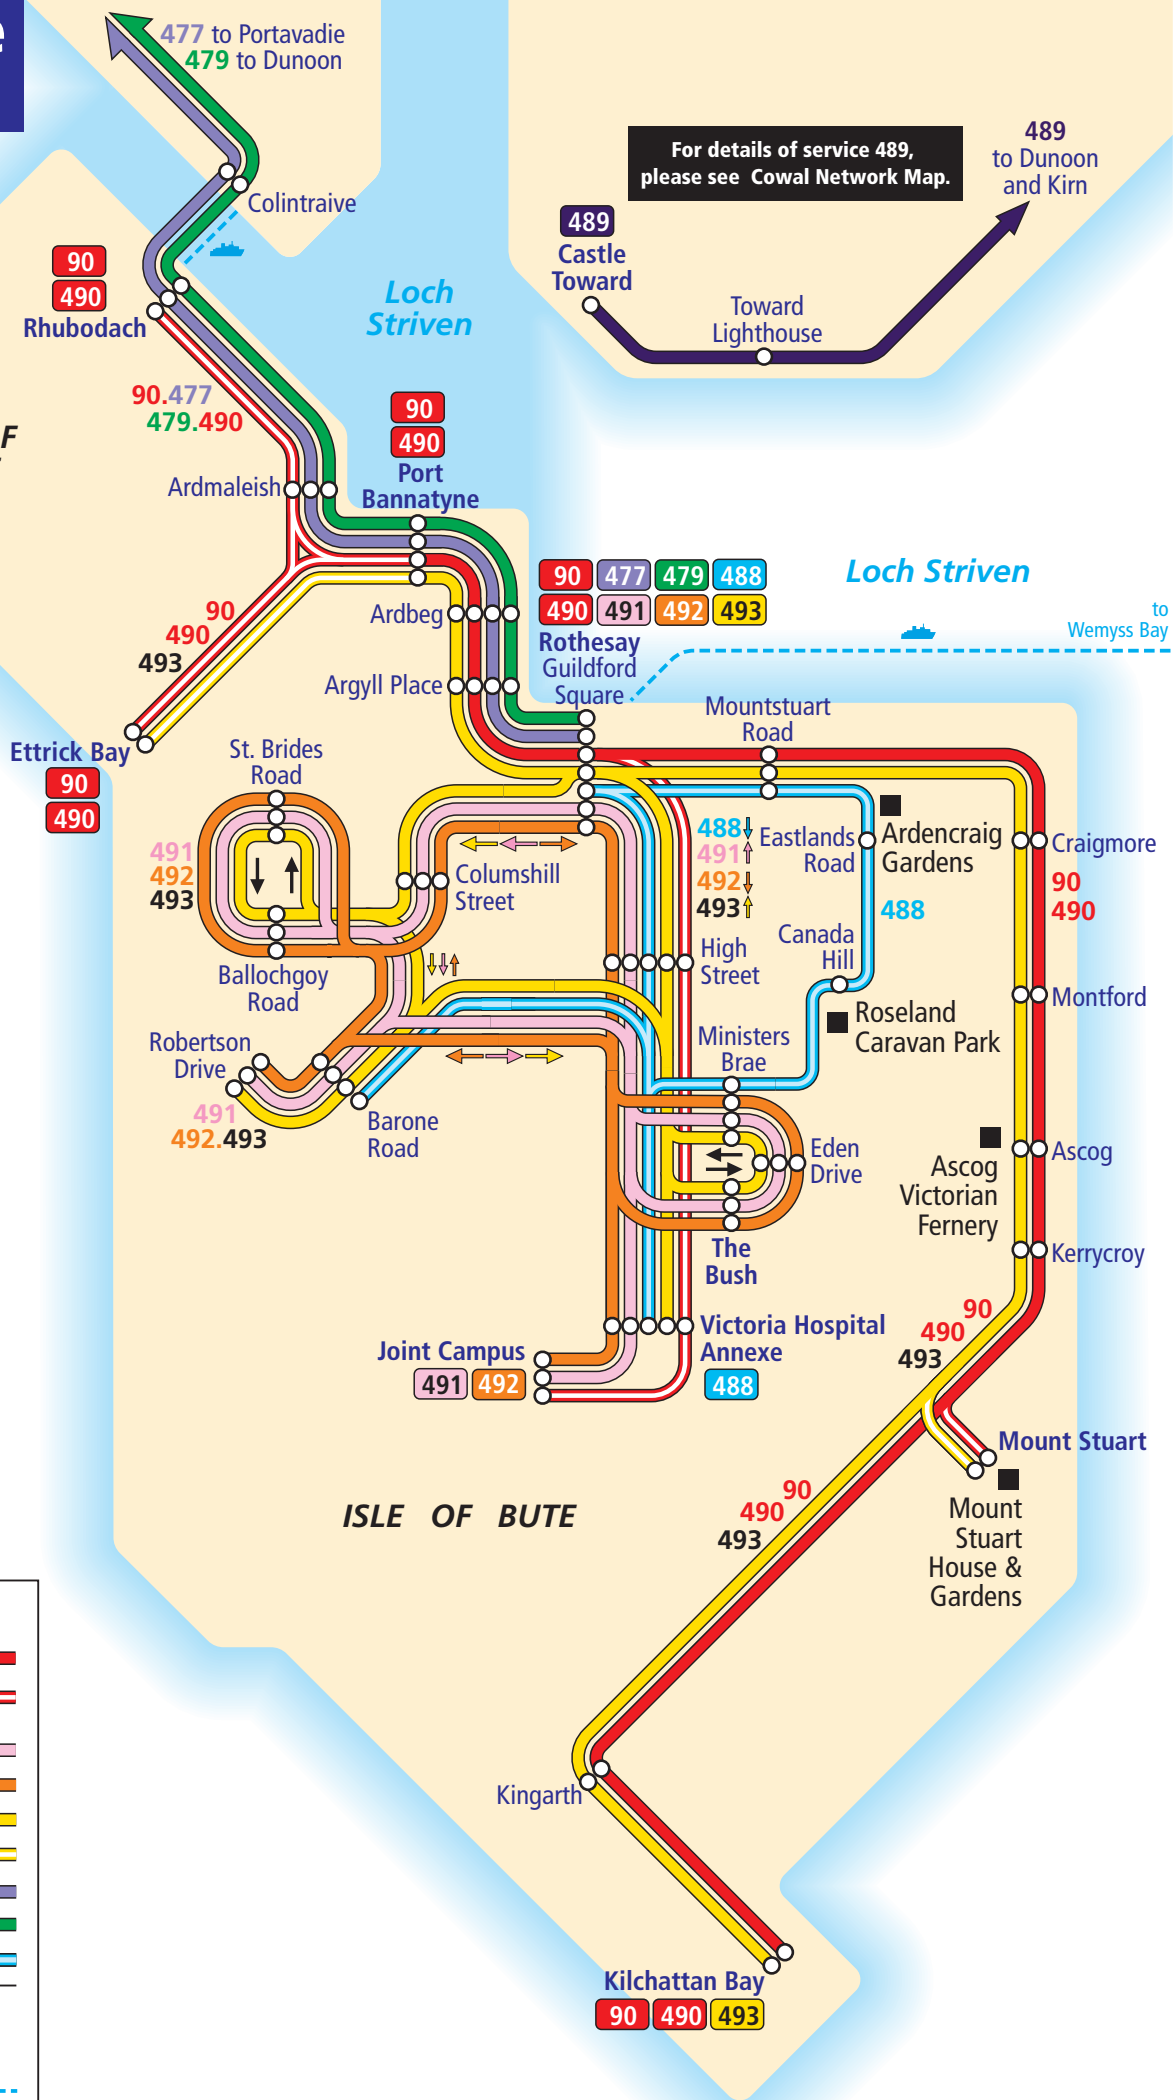 e
477 to Portavadie
479 to Dunoon
For details of service 489,
please see Cowal Network Map.
489
to Dunoon
and Kirn
Colintraive
489
Castle
Toward
90
490
Rhubodach
Loch
Striven
Toward
Lighthouse
90.477
479.490
90
490
Port
Bannatyne
F
Ardmaleish
90 477 479 488
490 491 492 493
Rothesay
Guildford
Square
Loch Striven
to
Wemyss Bay
90
490
493
Ardbeg
Argyll Place
Mountstuart
Road
Ettrick Bay
90
490
St. Brides
Road
491
492
493
Columshill
Street
488
491
492
493
Eastlands
Road
Ardencraig
Gardens
Craigmore
90
490
488
Ballochgoy
Road
High
Street
Canada
Hill
Montford
Roseland
Caravan Park
Robertson
Drive
Ministers
Brae
491
492.493
Barone
Road
Eden
Drive
Ascog
Ascog
Victorian
Fernery
The
Bush
Kerrycroy
90
490
493
Joint Campus
491 492
Victoria Hospital
Annexe
488
Mount Stuart
Mount
Stuart
House &
Gardens
90
490
493
ISLE OF BUTE
Kingarth
Kilchattan Bay
90 490 493